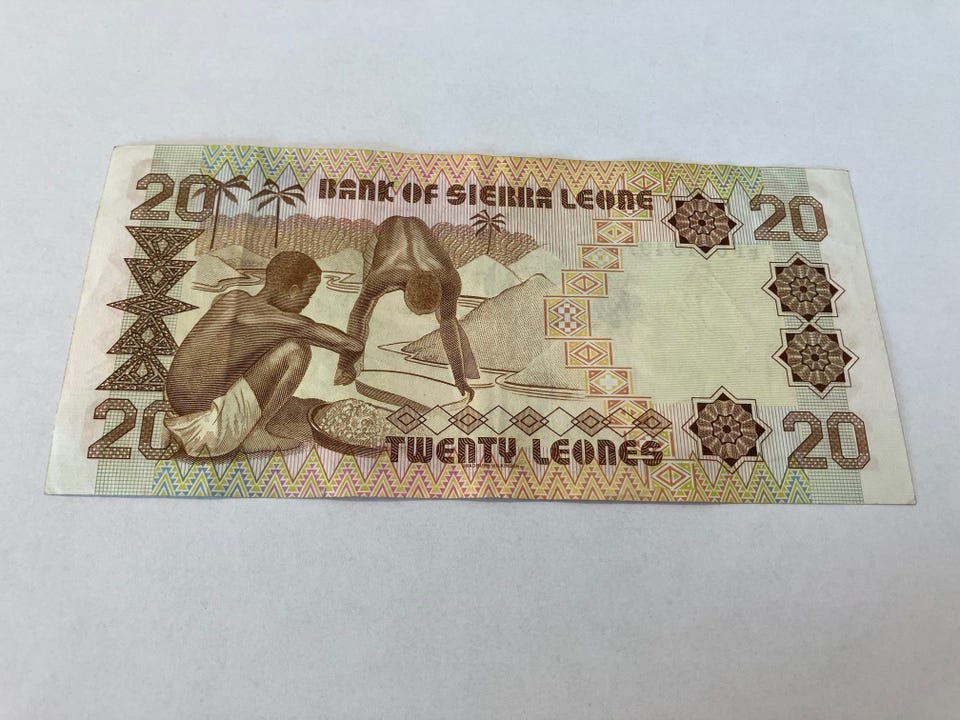 20 BANK OF SIERRA LEONE 20
20 TWENTY LEONES 20